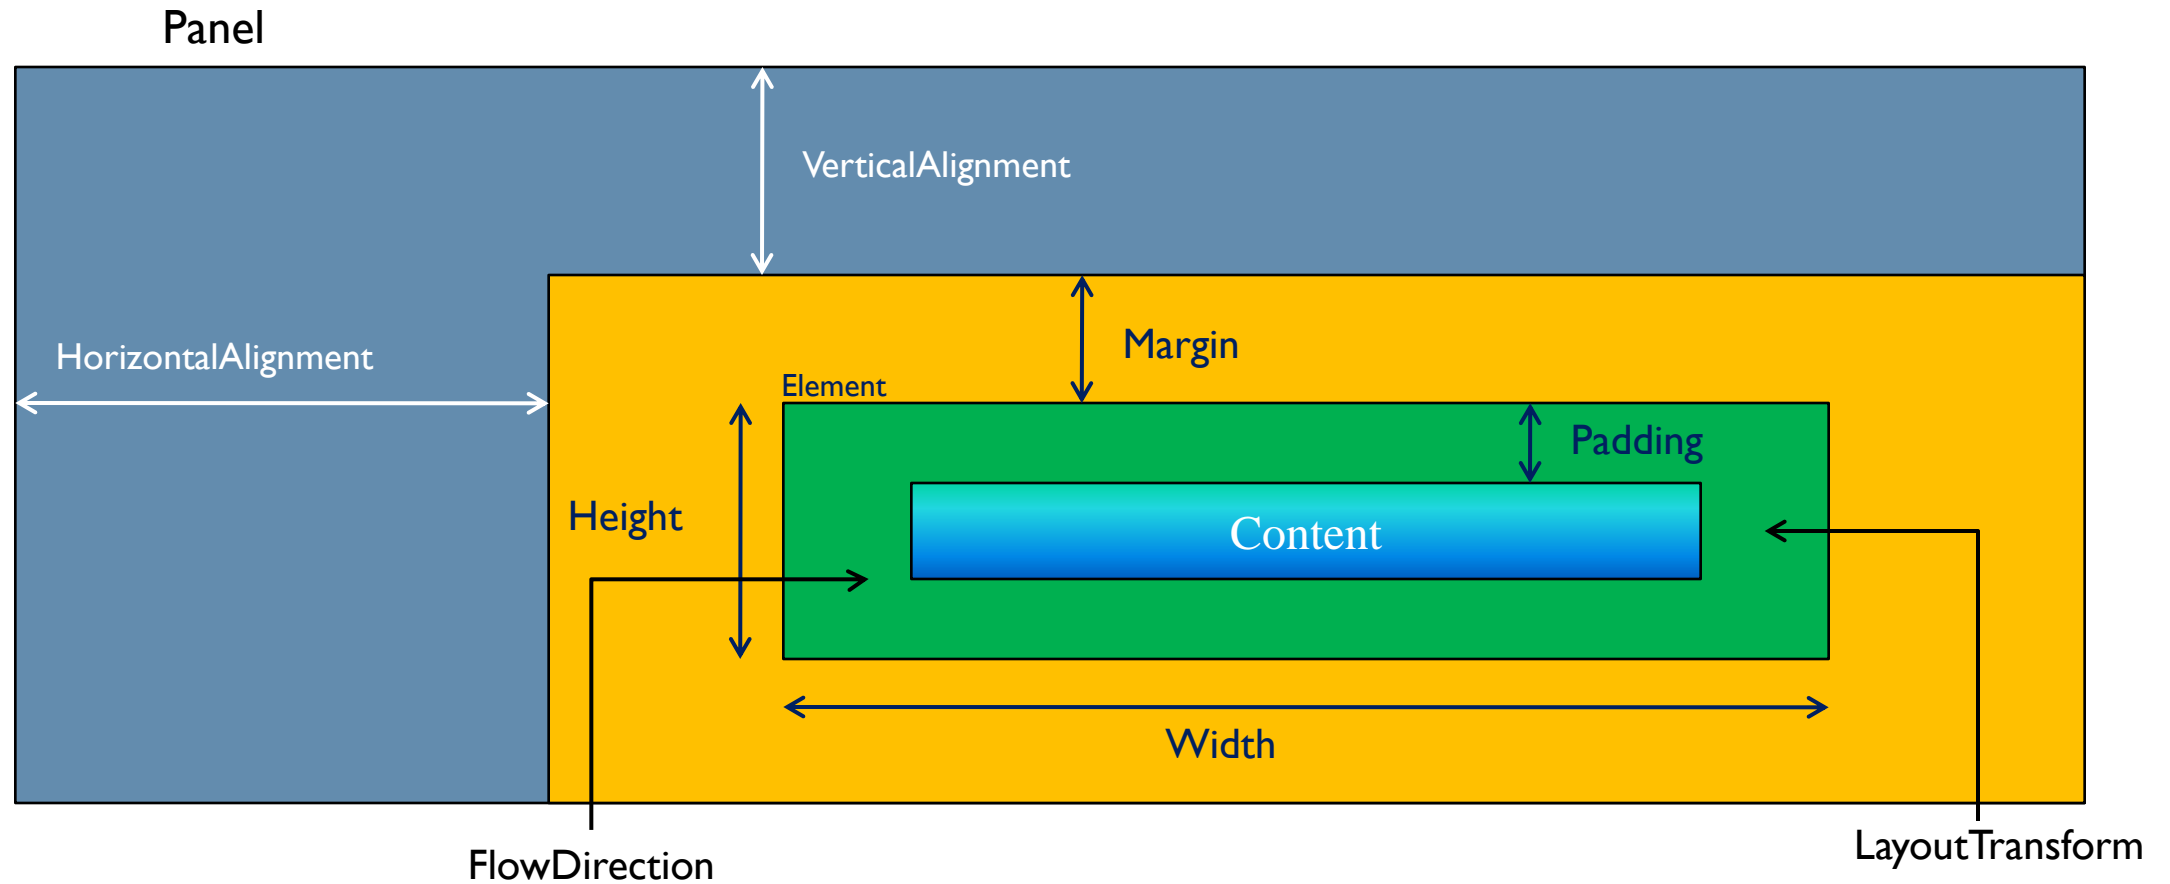 Panel
VerticalAlignment
Margin
HorizontalAlignment
Element
Padding
Height
Content
Width
FlowDirection
LayoutTransform